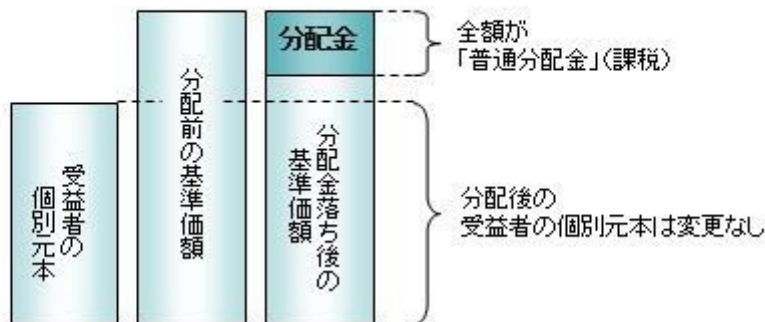 受益者の
個別元本
分配前の基準価額
分配金
分配金落ち後の
基準価額
全額が
「普通分配金」(課税)
分配後の
受益者の個別元本は変更なし